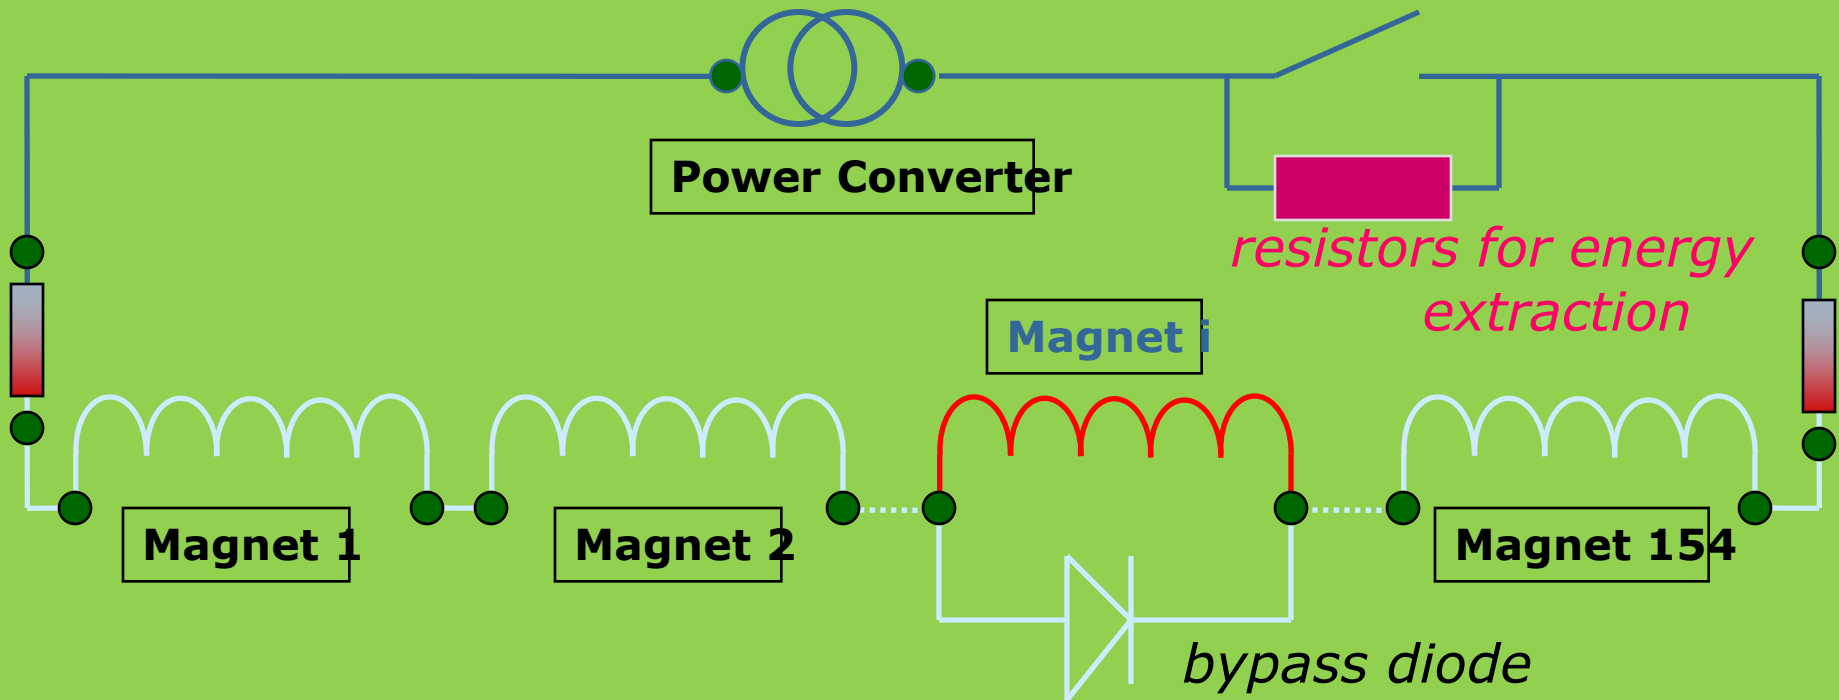 Power Converter
resistors for energy
extraction
Magnet i
Magnet 1
Magnet 2
Magnet 154
bypass diode